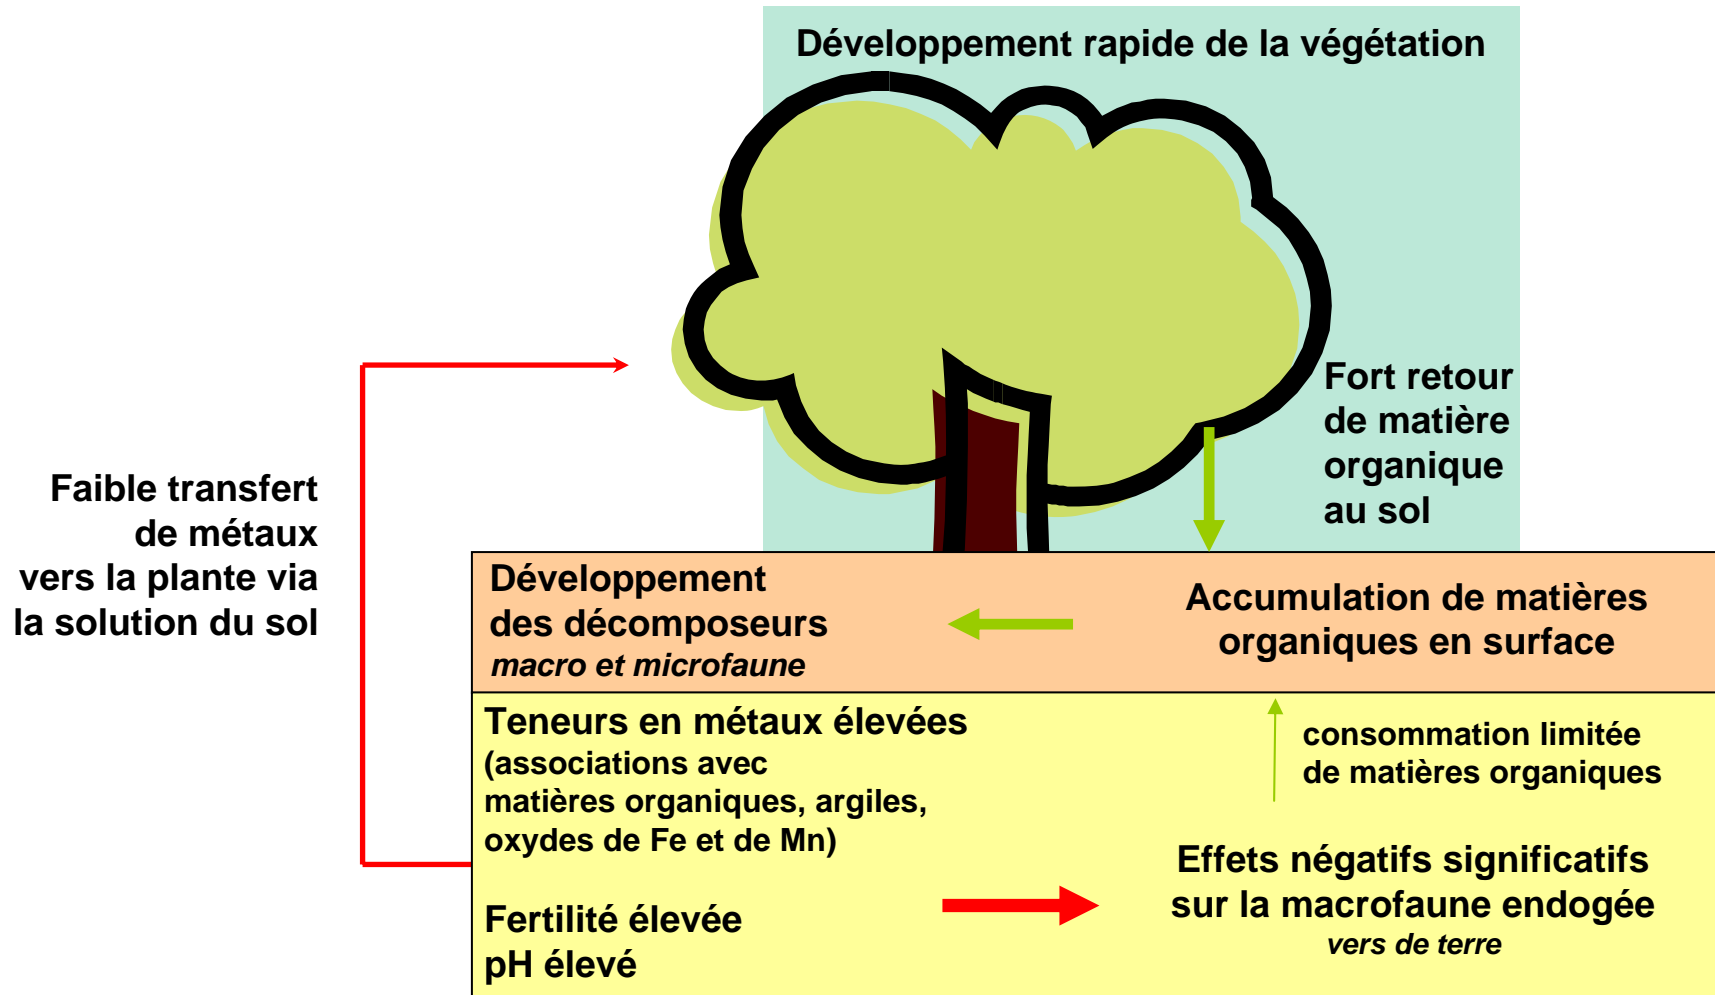 Développement rapide de la végétation
Fort retour
de matière
organique
au sol
Faible transfert
de métaux
vers la plante via
la solution du sol
Développement
des décomposeurs
macro et microfaune
Accumulation de matières
organiques en surface
Teneurs en métaux élevées
(associations avec
matières organiques, argiles,
oxydes de Fe et de Mn)
Fertilité élevée
pH élevé
consommation limitée
de matières organiques
Effets négatifs significatifs
sur la macrofaune endogée
vers de terre